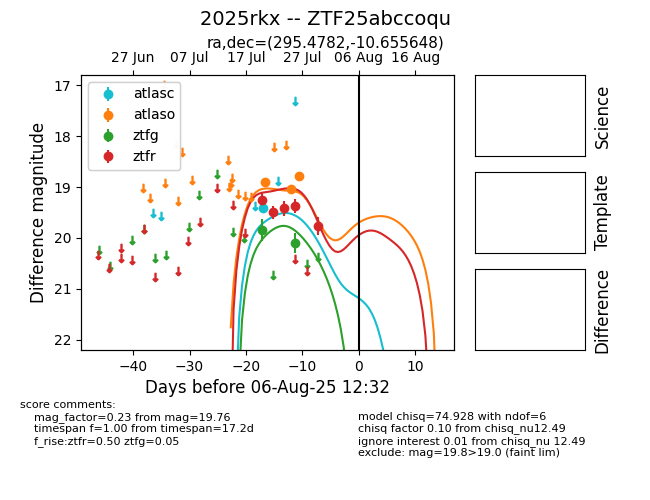 2025rkx -- ZTF25abccoqu
ra,dec=(295.4782,-10.655648)
27 Jun 07 Jul 17 Jul 27 Jul 06 Aug 16 Aug
17
18
19
20
21
22
Difference magnitude
atlasc
atlaso
ztfg
ztfr
−40 −30 −20 −10 0 10
Days before 06-Aug-25 12:32
Science
Template
Difference
score comments:
mag_factor=0.23 from mag=19.76
timespan f=1.00 from timespan=17.2d
f_rise:ztfr=0.50 ztfg=0.05
model chisq=74.928 with ndof=6
chisq factor 0.10 from chisq_nu12.49
ignore interest 0.01 from chisq_nu 12.49
exclude: mag=19.8>19.0 (faint lim)